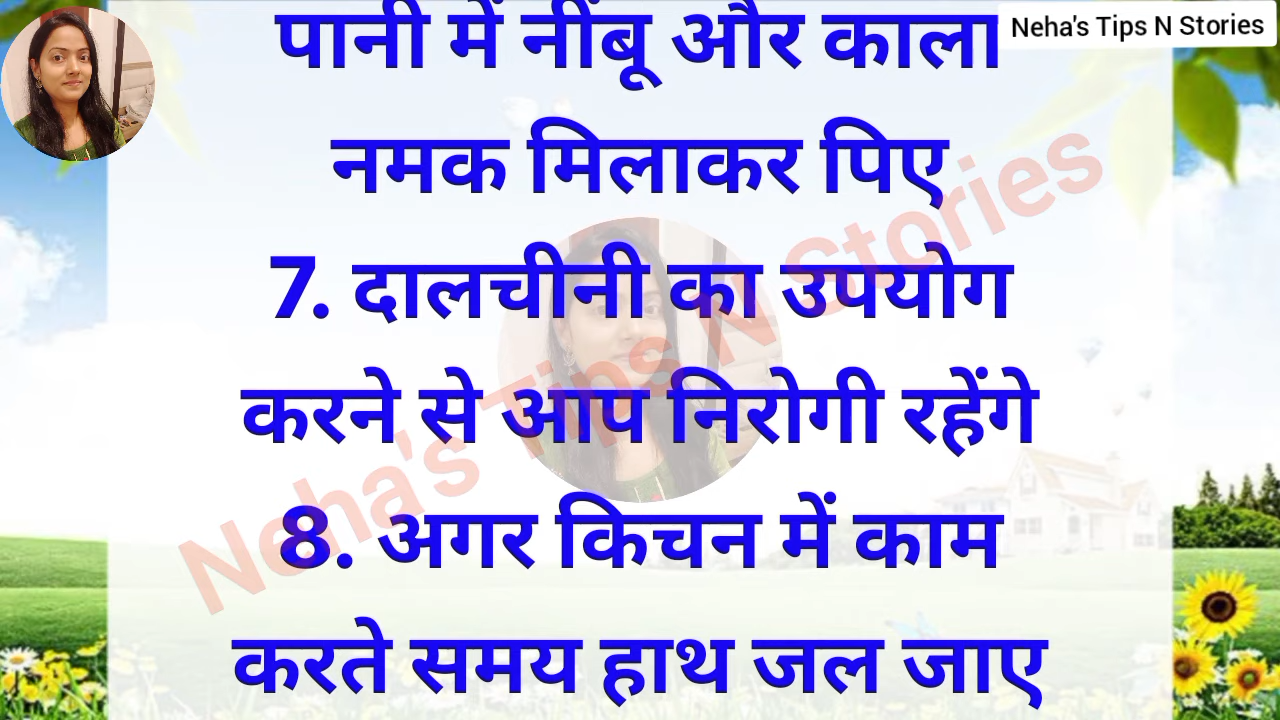 Neha's Tips N Stories
पानी में नींबू और काला
नमक मिलाकर पिए
7. दालचीनी का उपयोग
करने से आप निरोगी रहेंगे
8. अगर किचन में काम
करते समय हाथ जल जाए
Neha's Tips N Stories